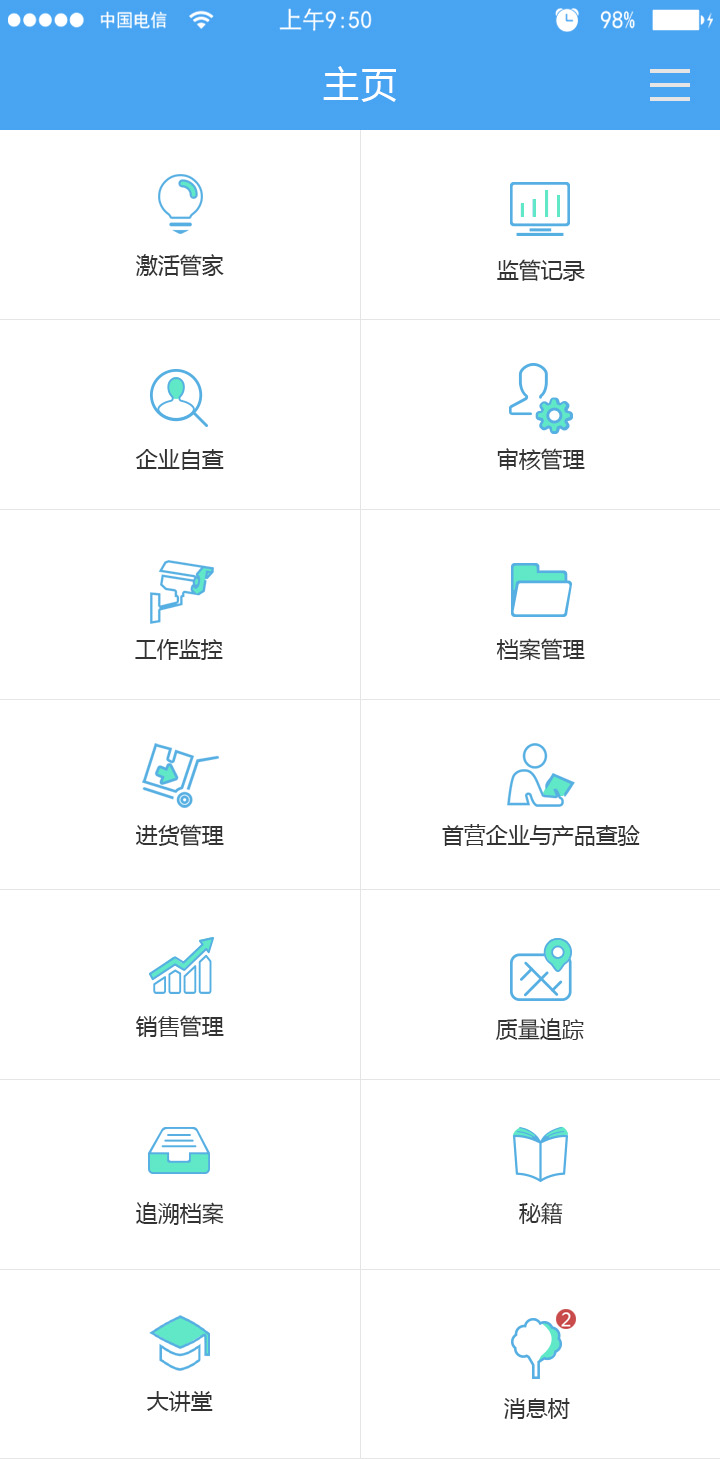 中国电信 上午9:50 98%
主页
激活管家 监管记录
企业自查 审核管理
工作监控 档案管理
进货管理 首营企业与产品查验
销售管理 质量追踪
追溯档案 秘籍
2
大讲堂 消息树